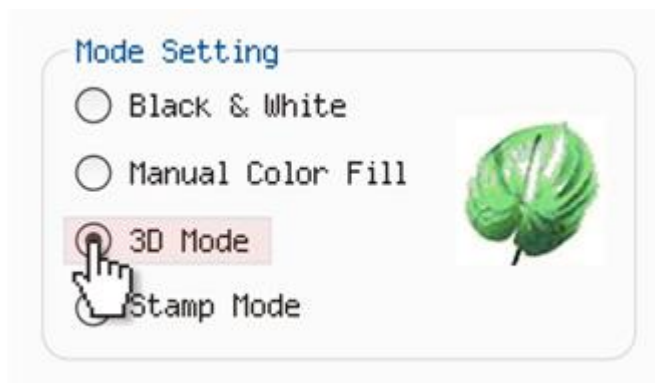 Mode Setting
Black & White
Manual Color Fill
3D Mode
Stamp Mode